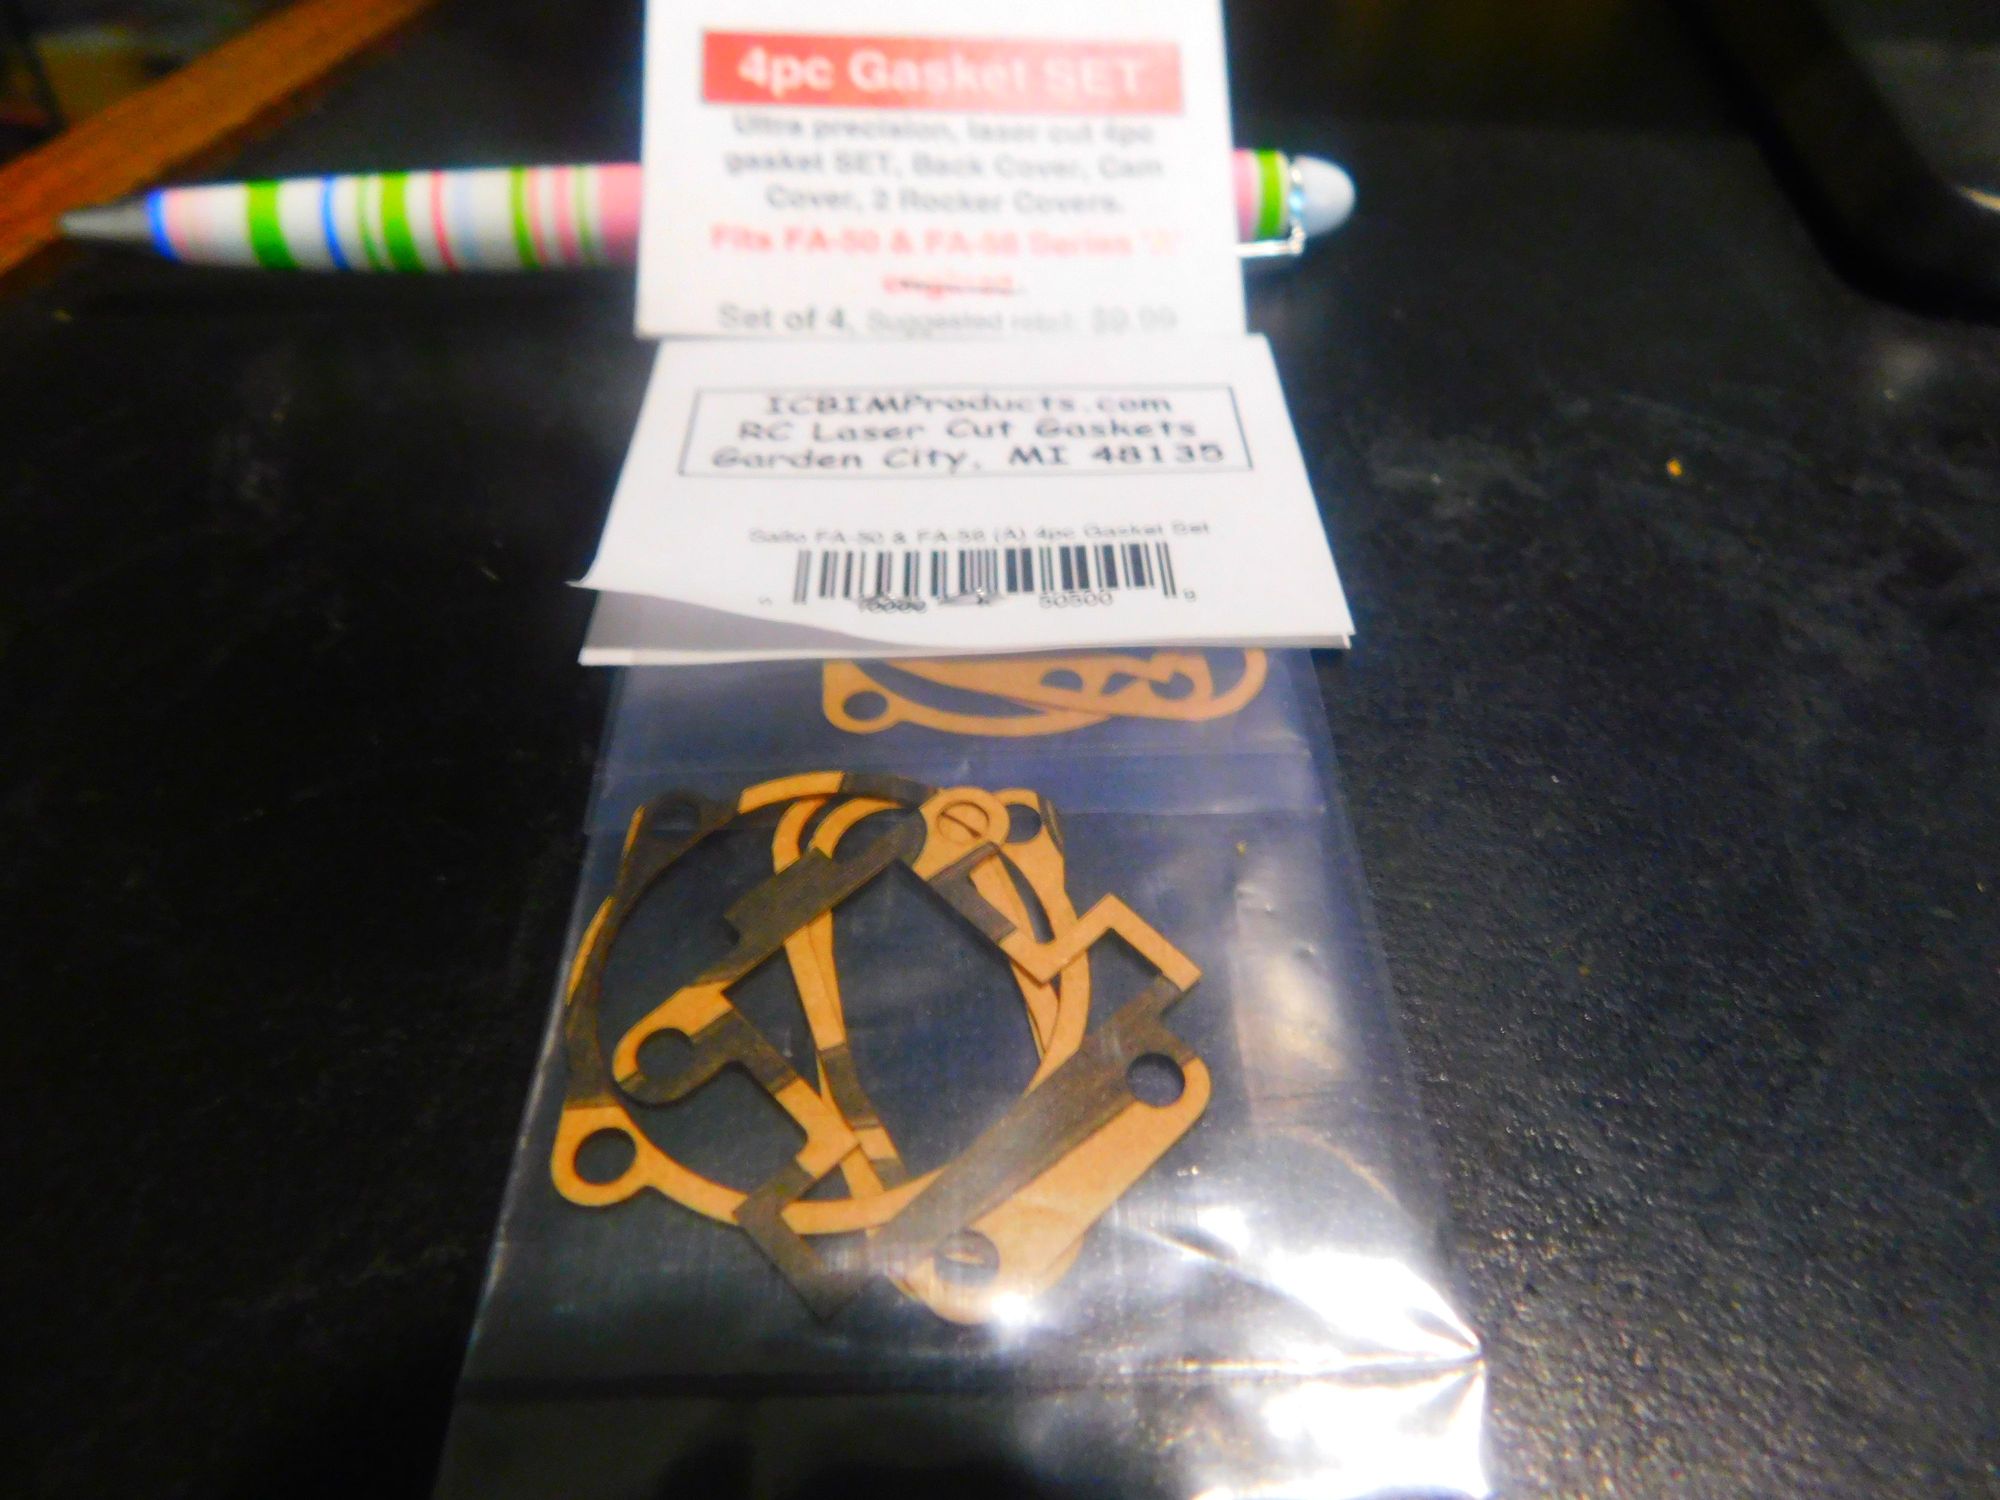 4pc Gasket SET
Ultra precision, laser cut 4pc
gasket SET, Back Cover, Cam
Cover, 2 Rocker Covers.
Fits FA-50 & FA-56 Series
Set of 4, Suggested retail: $9.99
ICBIMProducts.com
RC Laser Cut Gaskets
Garden City, MI 48135
Saito FA-50 & FA-56 (A) 4pc Gasket Set
50500